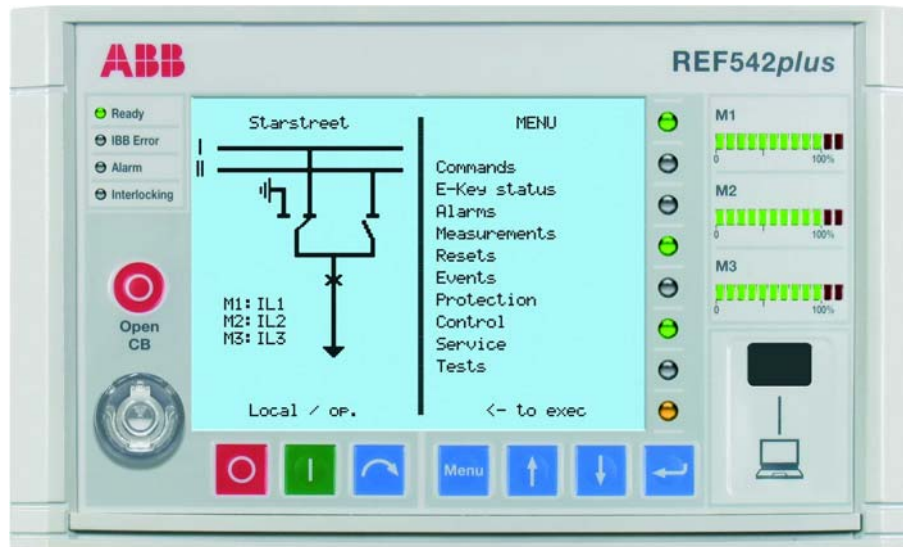 ABB
REF542plus
Ready
IBB Error
Alarm
Interlocking
Open
CB
Starstreet
I
II
M1: IL1
M2: IL2
M3: IL3
Local / op.
MENU
Commands
E-Key status
Alarms
Measurements
Resets
Events
Protection
Control
Service
Tests
<- to exec
M1
0 100%
M2
0 100%
M3
0 100%
Menu